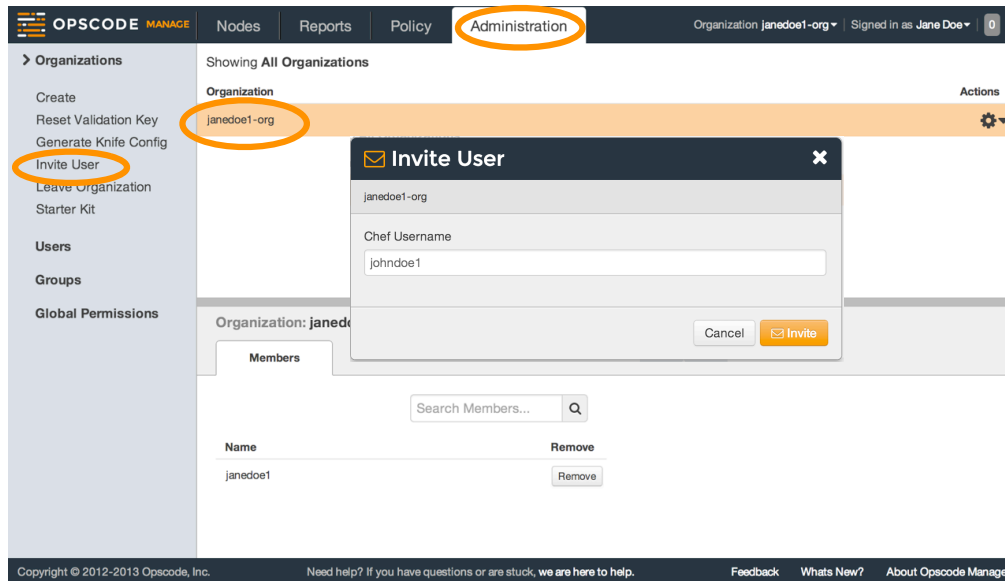 OPSCODE MANAGE Nodes Reports Policy Administration Organization janedoe1-org Signed in as Jane Doe 0
Organizations
Create
Reset Validation Key
Generate Knife Config
Invite User
Leave Organization
Starter Kit
Users
Groups
Global Permissions
Showing All Organizations
Organization Actions
janedoe1-org
Invite User
janedoe1-org
Chef Username
johndoe1
Cancel Invite
Organization: janed
Members
Search Members...
Name Remove
janedoe1 Remove
Copyright © 2012-2013 Opscode, Inc. Need help? If you have questions or are stuck, we are here to help. Feedback Whats New? About Opscode Manage